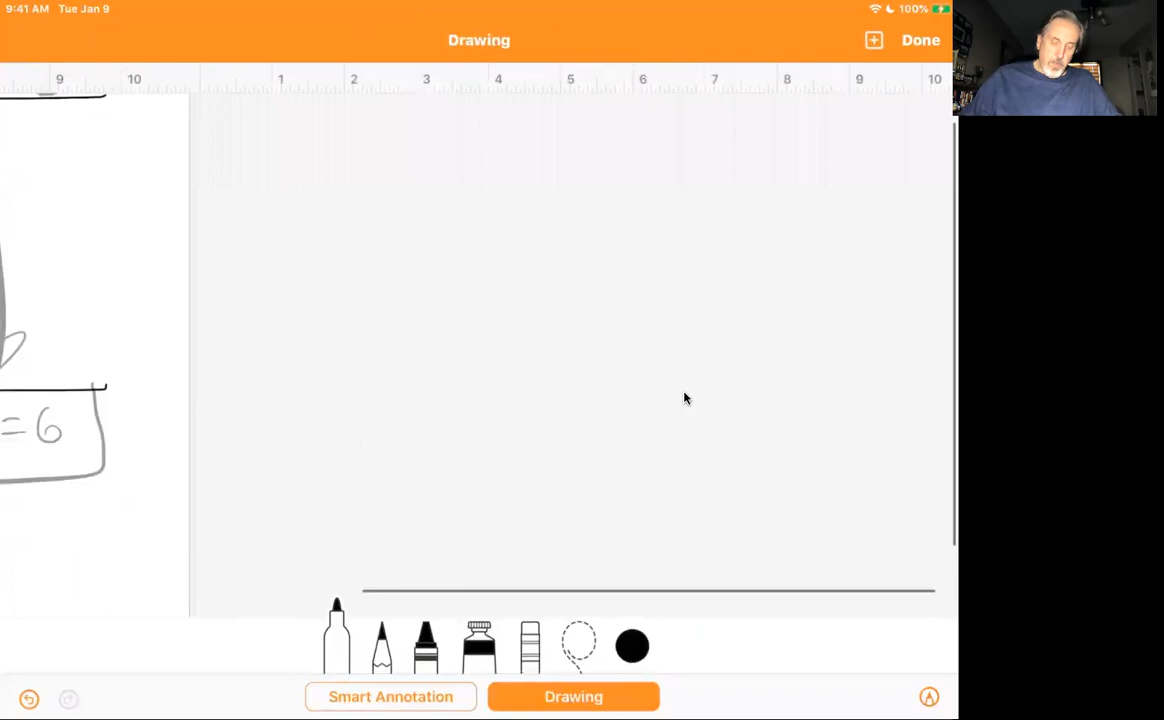 9:41 AM Tue Jan 9 100%
Drawing Done
9 10 1 2 3 4 5 6 7 8 9 10
= 6
Smart Annotation Drawing